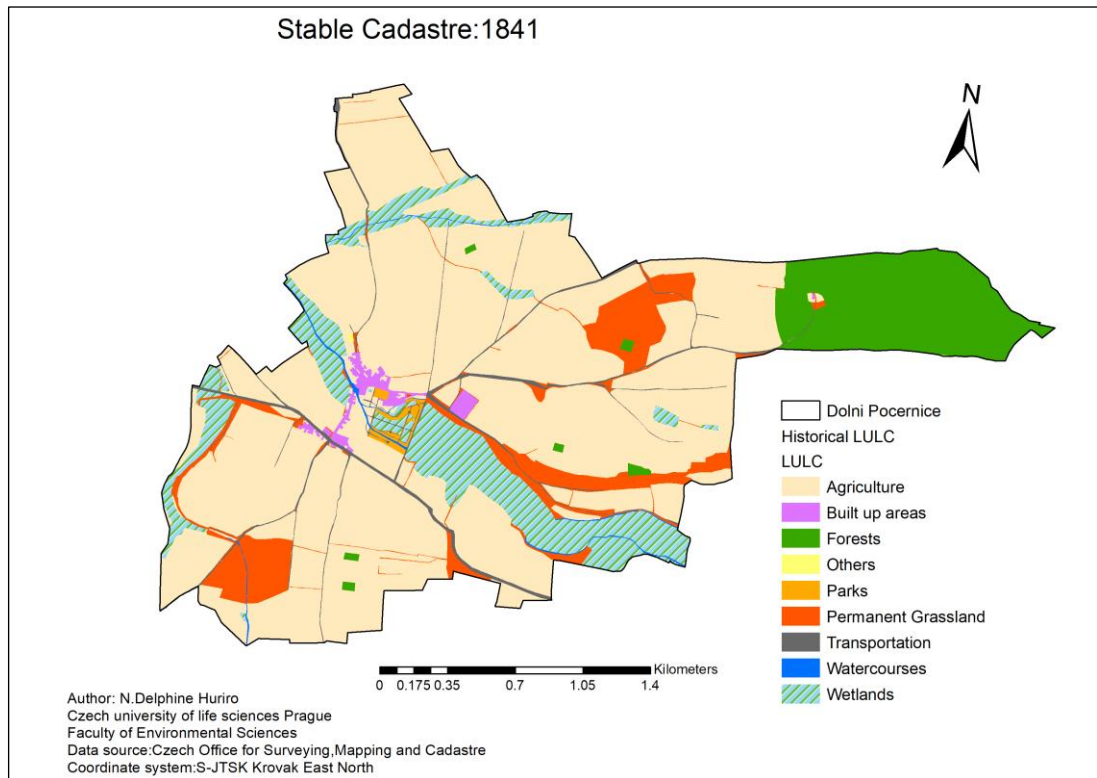 Stable Cadastre:1841
N
Dolni Pocernice
Historical LULC
LULC
Agriculture
Built up areas
Forests
Others
Parks
Permanent Grassland
Transportation
Watercourses
Wetlands
Kilometers
0 0.175 0.35 0.7 1.05 1.4
Author: N.Delphine Huriro
Czech university of life sciences Prague
Faculty of Environmental Sciences
Data source:Czech Office for Surveying,Mapping and Cadastre
Coordinate system:S-JTSK Krovak East North